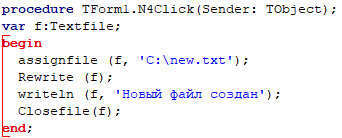 procedure TForm1.N4Click(Sender: TObject);
var f:Textfile;
begin
assignfile (f, 'C:\new.txt');
Rewrite (f);
writeln (f, 'Новый файл создан');
Closefile(f);
end;